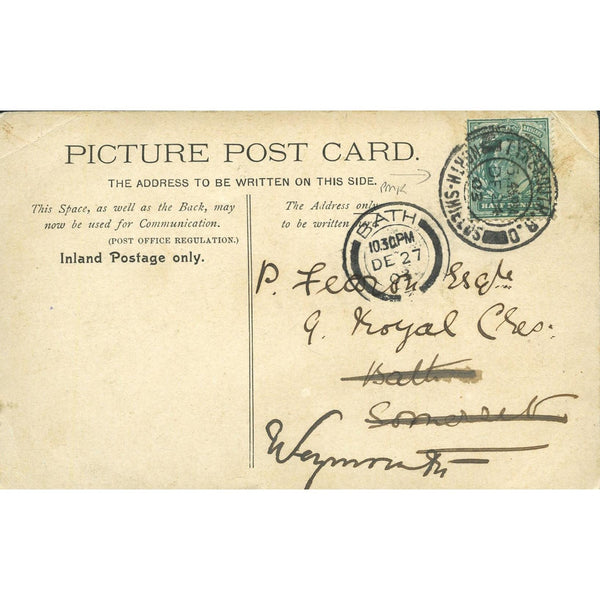 PICTURE POST CARD.
THE ADDRESS TO BE WRITTEN ON THIS SIDE.
This Space, as well as the Back, may
now be used for Communication.
(POST OFFICE REGULATION.)
Inland Postage only.
The Address only
to be written
BATH
10.30PM
DE 27
P. Esqre
9. Royal Cres:
Bath
Somerset
Weymouth